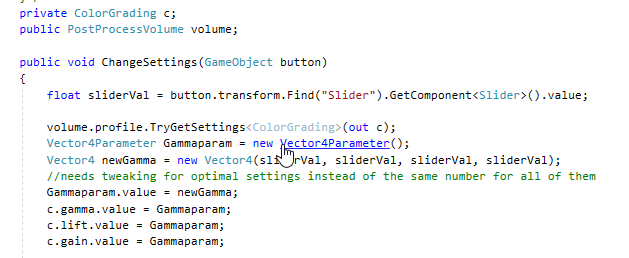 private ColorGrading c;
public PostProcessVolume volume;
public void ChangeSettings(GameObject button)
{
float sliderVal = button.transform.Find("Slider").GetComponent<Slider>().value;
volume.profile.TryGetSettings<ColorGrading>(out c);
Vector4Parameter Gammaparam = new Vector4Parameter();
Vector4 newGamma = new Vector4(sliderVal, sliderVal, sliderVal, sliderVal);
//needs tweaking for optimal settings instead of the same number for all of them
Gammaparam.value = newGamma;
c.gamma.value = Gammaparam;
c.lift.value = Gammaparam;
c.gain.value = Gammaparam;